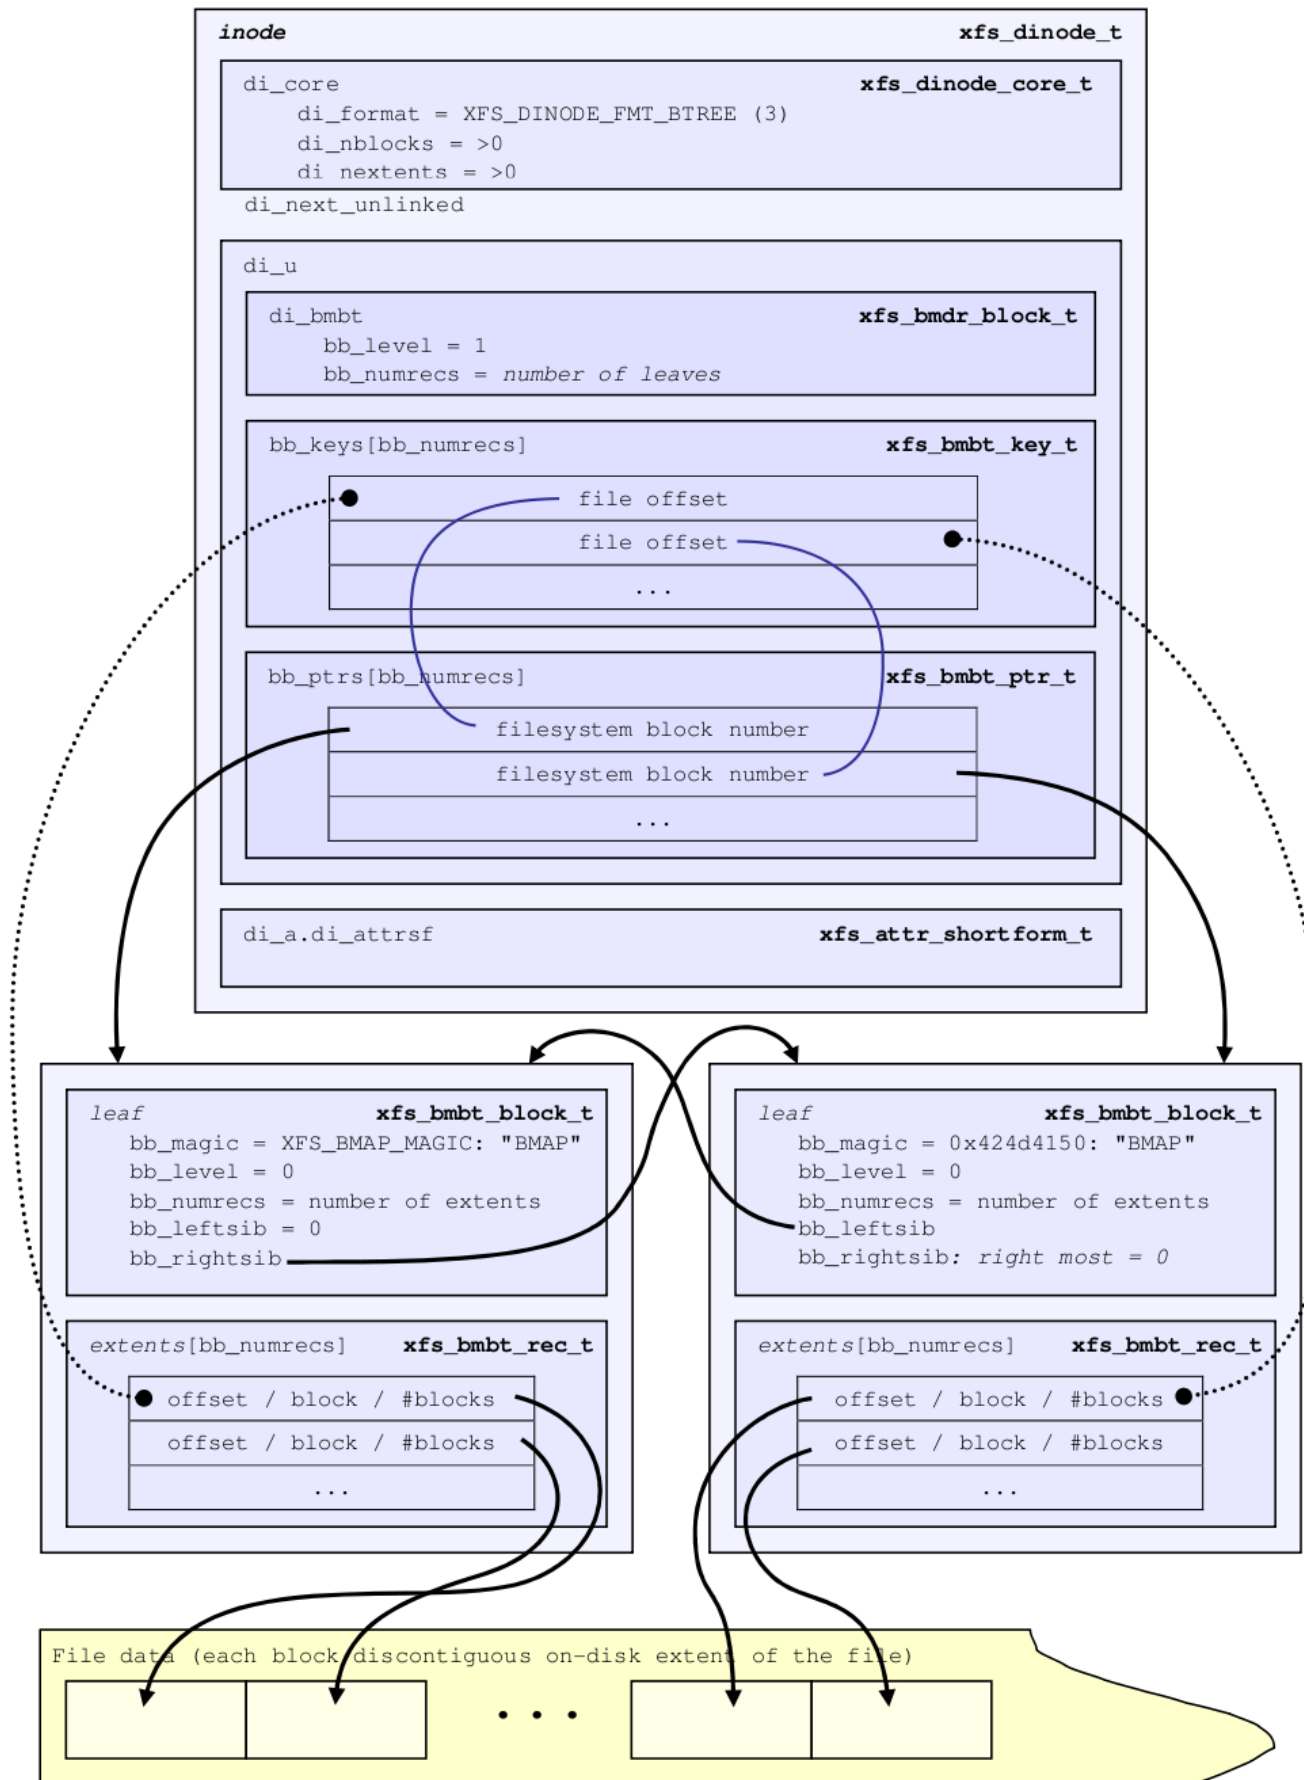 inode xfs_dinode_t
di_core xfs_dinode_core_t
di_format = XFS_DINODE_FMT_BTREE (3)
di_nblocks = >0
di_nextents = >0
di_next_unlinked
di_u
di_bmbt xfs_bmdr_block_t
bb_level = 1
bb_numrecs = number of leaves
bb_keys[bb_numrecs] xfs_bmbt_key_t
file offset
file offset
...
bb_ptrs[bb_numrecs] xfs_bmbt_ptr_t
filesystem block number
filesystem block number
...
di_a.di_attrsf xfs_attr_shortform_t
leaf xfs_bmbt_block_t
bb_magic = XFS_BMAP_MAGIC: "BMAP"
bb_level = 0
bb_numrecs = number of extents
bb_leftsib = 0
bb_rightsib
extents[bb_numrecs] xfs_bmbt_rec_t
offset / block / #blocks
offset / block / #blocks
...
leaf xfs_bmbt_block_t
bb_magic = 0x424d4150: "BMAP"
bb_level = 0
bb_numrecs = number of extents
bb_leftsib
bb_rightsib: right most = 0
extents[bb_numrecs] xfs_bmbt_rec_t
offset / block / #blocks
offset / block / #blocks
...
File data (each block discontiguous on-disk extent of the file)
• • •